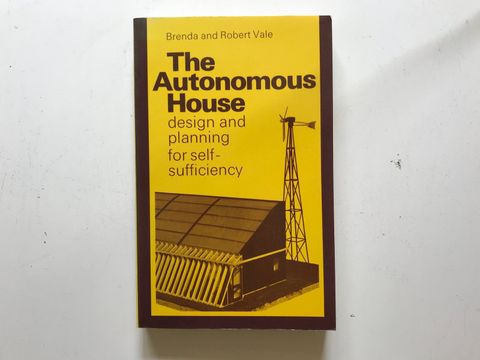 Brenda and Robert Vale
The
Autonomous
House
design and
planning
for self-
sufficiency